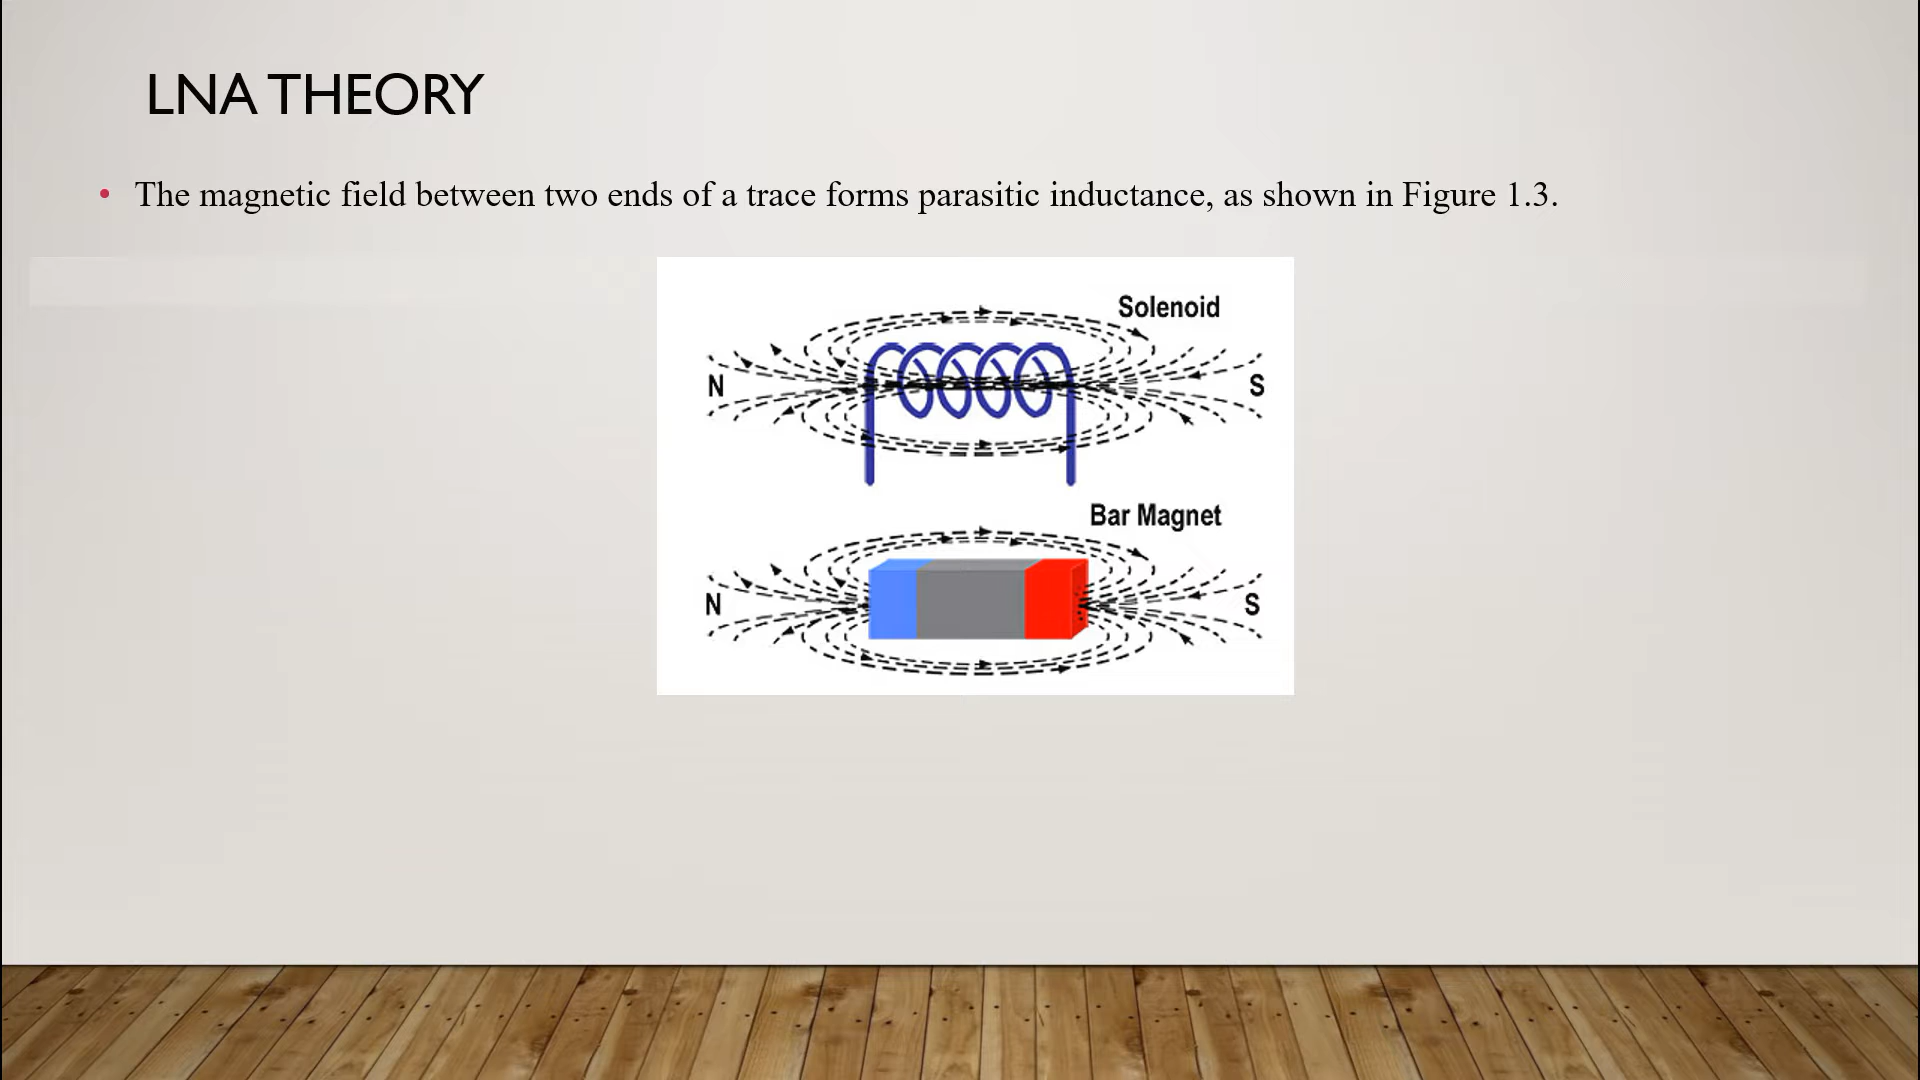 LNA THEORY
• The magnetic field between two ends of a trace forms parasitic inductance, as shown in Figure 1.3.
Solenoid
N S
Bar Magnet
N S